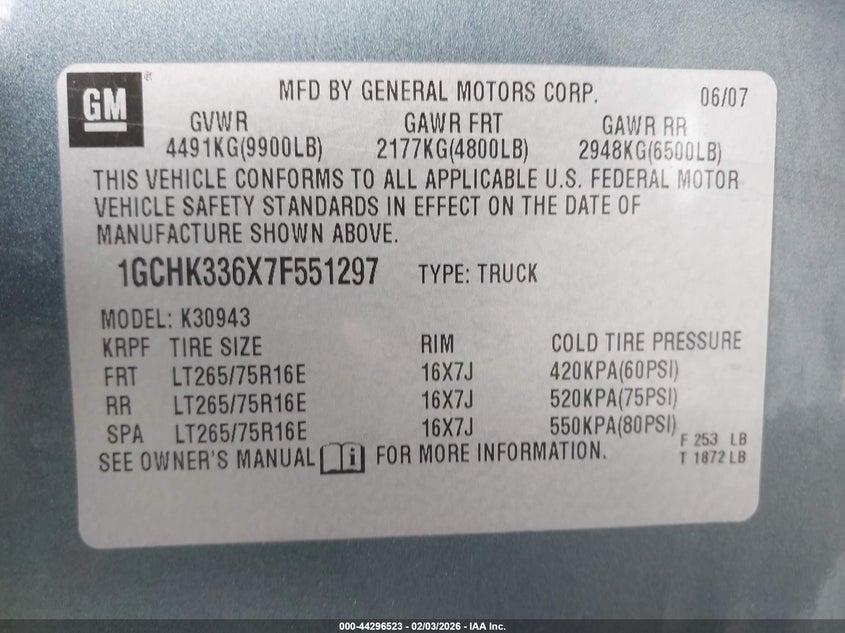 GM
MFD BY GENERAL MOTORS CORP. 06/07
GVWR GAWR FRT GAWR RR
4491KG(9900LB) 2177KG(4800LB) 2948KG(6500LB)
THIS VEHICLE CONFORMS TO ALL APPLICABLE U.S. FEDERAL MOTOR
VEHICLE SAFETY STANDARDS IN EFFECT ON THE DATE OF
MANUFACTURE SHOWN ABOVE.
1GCHK336X7F551297 TYPE: TRUCK
MODEL: K30943
KRPF TIRE SIZE RIM COLD TIRE PRESSURE
FRT LT265/75R16E 16X7J 420KPA(60PSI)
RR LT265/75R16E 16X7J 520KPA(75PSI)
SPA LT265/75R16E 16X7J 550KPA(80PSI)
F 253 LB
SEE OWNER'S MANUAL i FOR MORE INFORMATION.
T 1872 LB
000-44296523 - 02/03/2026 - IAA Inc.